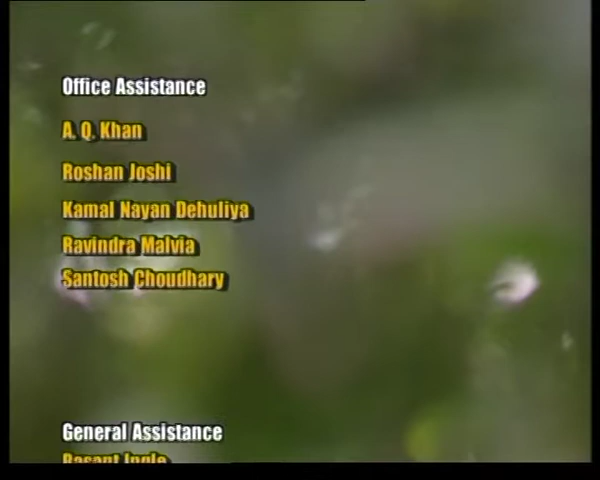 Office Assistance
A. Q. Khan
Roshan Joshi
Kamal Nayan Dehuliya
Ravindra Malvia
Santosh Choudhary
General Assistance